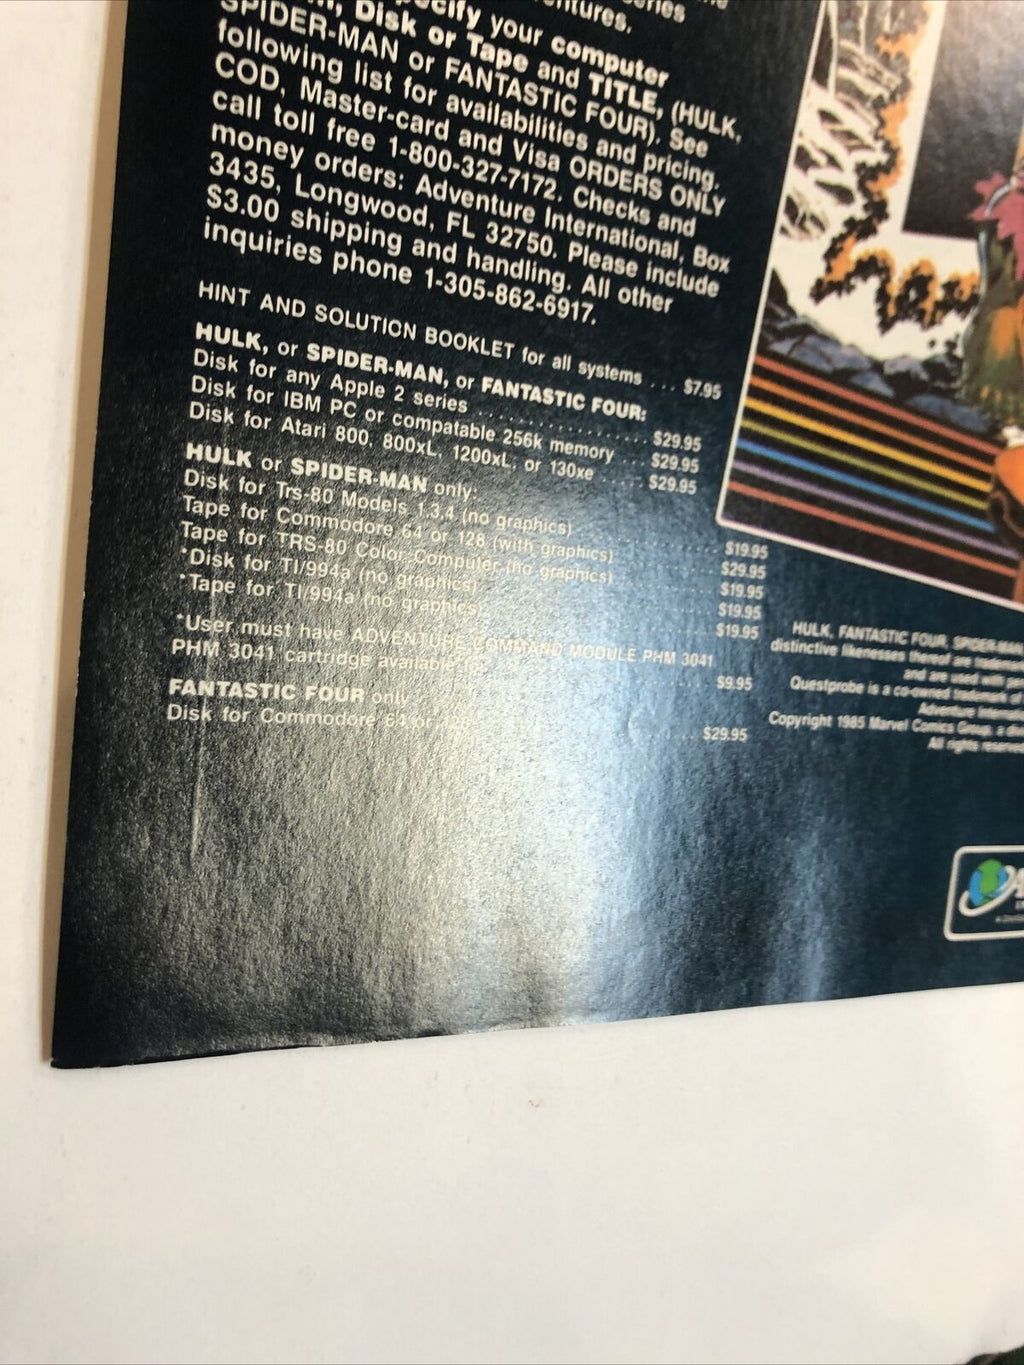 ntures.
ecify your computer
, Disk or Tape and TITLE, (HULK,
SPIDER-MAN or FANTASTIC FOUR). See
following list for availabilities and pricing.
COD, Master-card and Visa ORDERS ONLY
call toll free 1-800-327-7172. Checks and
money orders: Adventure International, Box
3435, Longwood, FL 32750. Please include
$3.00 shipping and handling. All other
inquiries phone 1-305-862-6917.
HINT AND SOLUTION BOOKLET for all systems ... $7.95
HULK, or SPIDER-MAN, or FANTASTIC FOUR:
Disk for any Apple 2 series .................... $29.95
Disk for IBM PC or compatable 256k memory ... $29.95
Disk for Atari 800, 800xL, 1200xL, or 130xe ..... $29.95
HULK or SPIDER-MAN only:
Disk for Trs-80 Models 1,3,4 (no graphics) ........ $19.95
Tape for Commodore 64 or 128 (with graphics) ........ $29.95
Tape for TRS-80 Color Computer (no graphics) ........ $19.95
*Disk for TI/994a (no graphics) ........ $19.95
*Tape for TI/994a (no graphics) ........ $19.95
*User must have ADVENTURE COMMAND MODULE PHM 3041
PHM 3041 cartridge available for ..... $9.95
FANTASTIC FOUR only
Disk for Commodore 64 or 128 ..... $29.95
HULK, FANTASTIC FOUR, SPIDER-MAN
distinctive likenesses thereof are
and are used with
Questprobe is a co-owned trademark of
Adventure
Copyright 1985 Marvel Comics Group, a
All rights